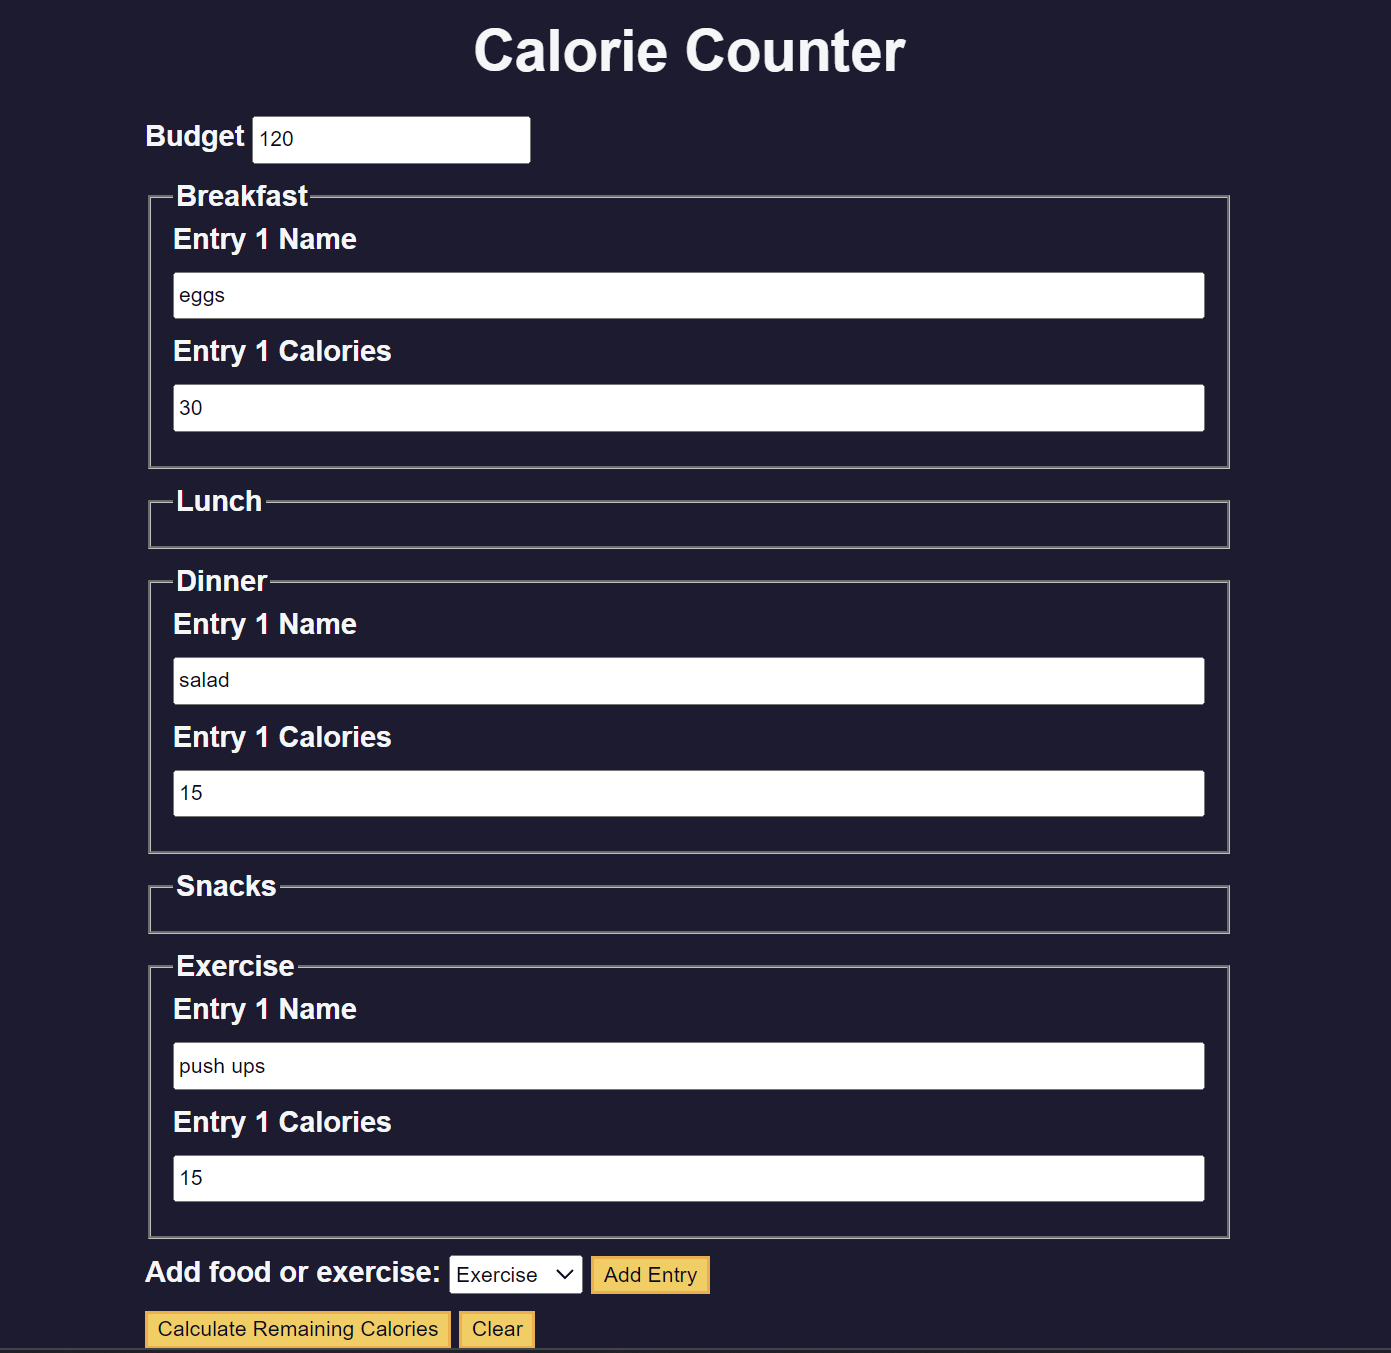 Calorie Counter
Budget 120
Breakfast
Entry 1 Name
eggs
Entry 1 Calories
30
Lunch
Dinner
Entry 1 Name
salad
Entry 1 Calories
15
Snacks
Exercise
Entry 1 Name
push ups
Entry 1 Calories
15
Add food or exercise: Exercise Add Entry
Calculate Remaining Calories Clear